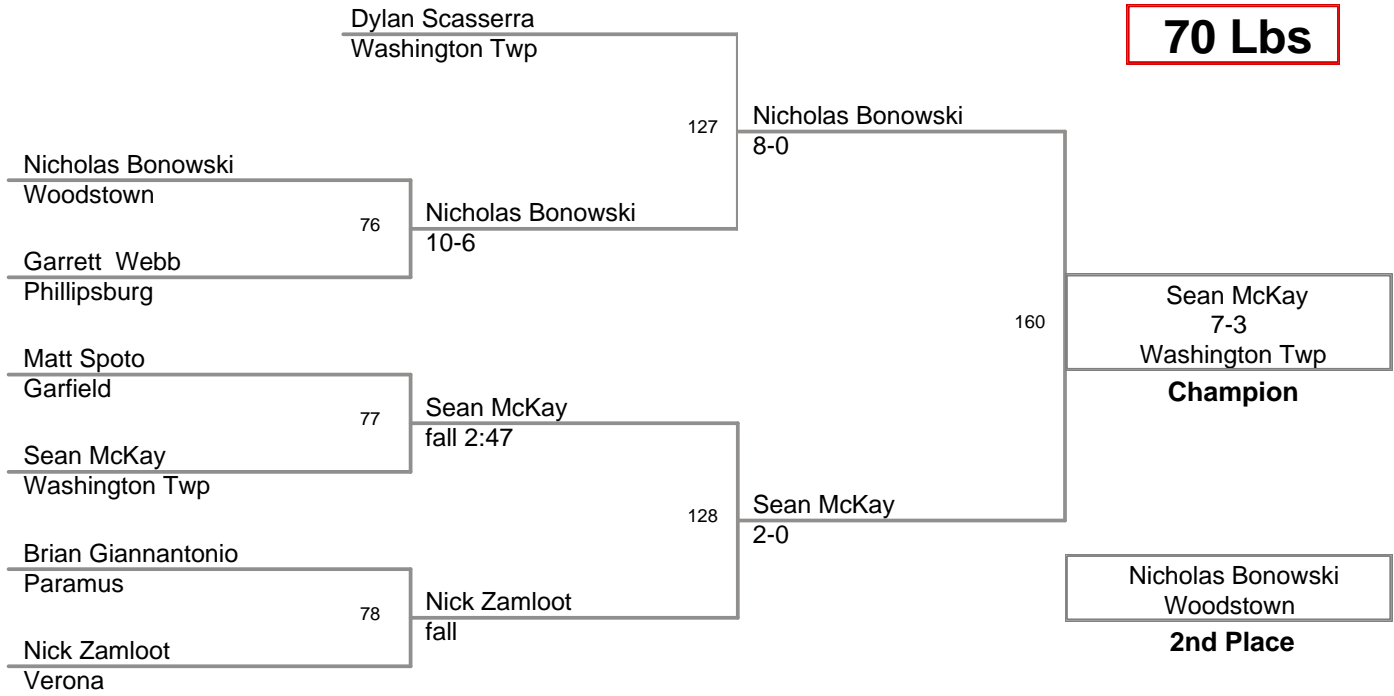 Dylan Scasserra
Washington Twp
70 Lbs
127
Nicholas Bonowski
8-0
Nicholas Bonowski
Woodstown
76
Nicholas Bonowski
10-6
Garrett  Webb
Phillipsburg
160
Sean McKay
7-3
Washington Twp
Champion
Matt Spoto
Garfield
77
Sean McKay
fall 2:47
Sean McKay
Washington Twp
128
Sean McKay
2-0
Brian Giannantonio
Paramus
78
Nick Zamloot
fall
Nick Zamloot
Verona
Nicholas Bonowski
Woodstown
2nd Place